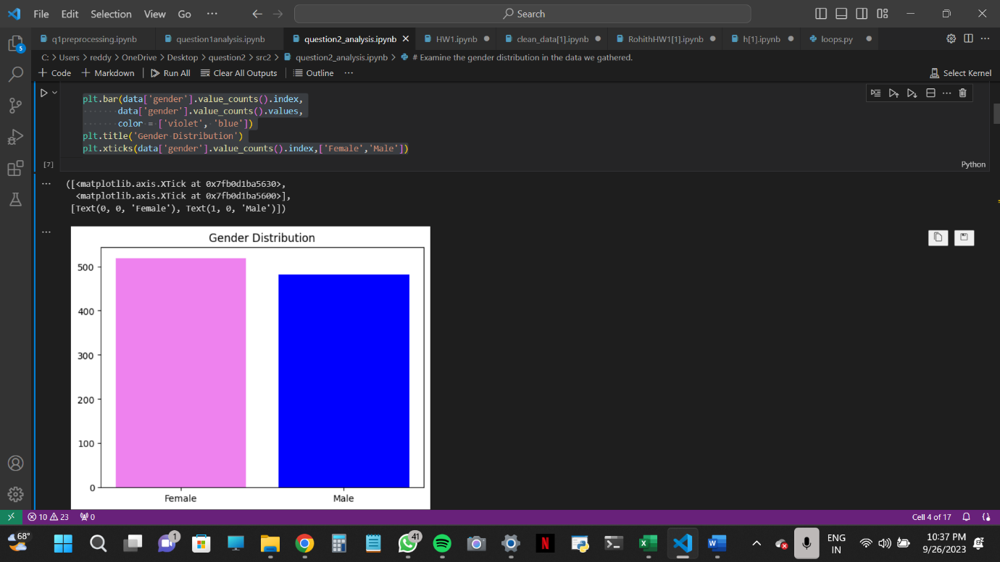 File Edit Selection View Go ··· Search
q1preprocessing.ipynb question1analysis.ipynb question2_analysis.ipynb HW1.ipynb clean_data[1].ipynb RohithHW1[1].ipynb h[1].ipynb loops.py ···
5
C: > Users > reddy > OneDrive > Desktop > question2 > src2 > question2_analysis.ipynb > # Examine the gender distribution in the data we gathered.
+ Code + Markdown Run All Clear All Outputs Outline ··· Select Kernel
plt.bar(data['gender'].value_counts().index,
data['gender'].value_counts().values,
color = ['violet', 'blue'])
plt.title('Gender Distribution')
plt.xticks(data['gender'].value_counts().index,['Female','Male'])
[7] Python
([<matplotlib.axis.XTick at 0x7fb0d1ba5630>,
<matplotlib.axis.XTick at 0x7fb0d1ba5600>],
[Text(0, 0, 'Female'), Text(1, 0, 'Male')])
Gender Distribution
500
400
300
200
100
0
Female Male
10 23 0 Cell 4 of 17
68° 1 41 N ENG 10:37 PM
IN 9/26/2023